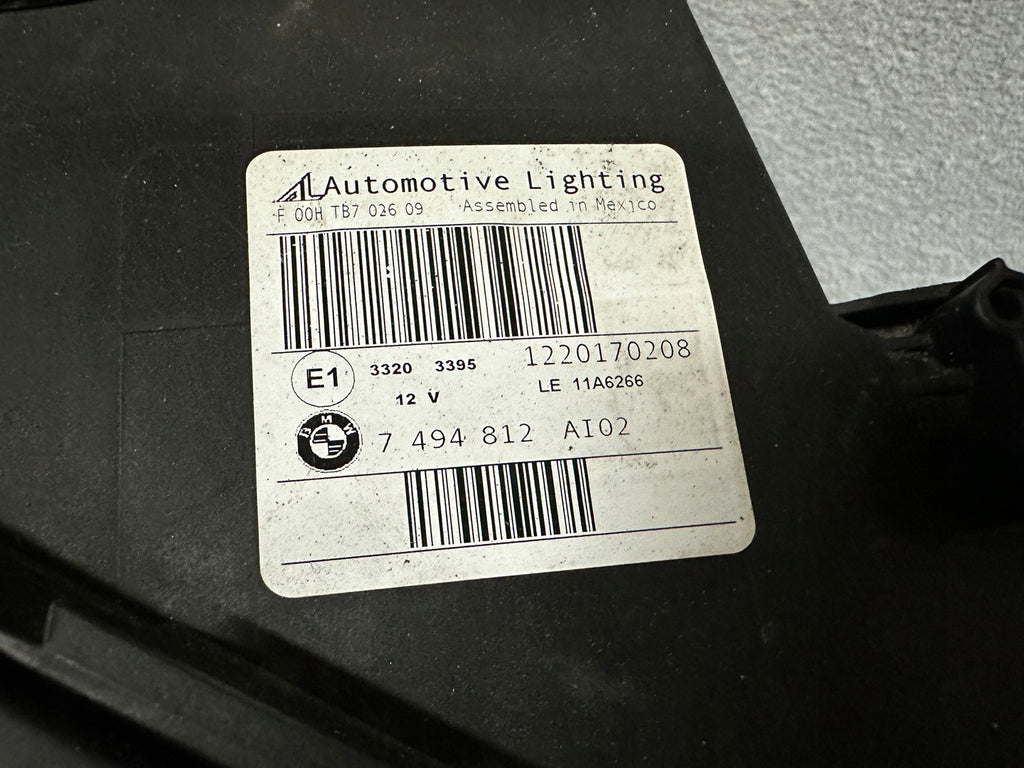 AL Automotive Lighting
F 00H TB7 026 09 Assembled in Mexico
E1 3320 3395 1220170208
12 V LE 11A6266
BMW 7 494 812 AI02